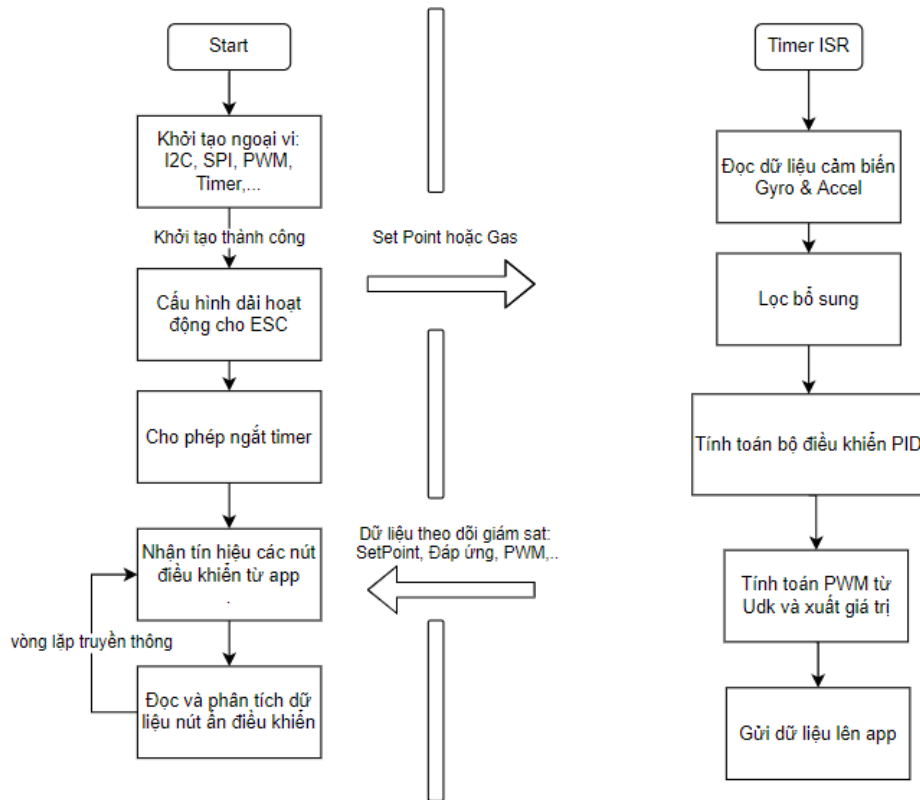 Start
Khởi tạo ngoại vi:
I2C, SPI, PWM,
Timer,...
Khởi tạo thành công
Cấu hình dải hoạt
động cho ESC
Cho phép ngắt timer
Nhận tín hiệu các nút
điều khiển từ app
.
vòng lặp truyền thông
Đọc và phân tích dữ
liệu nút ấn điều khiển
Set Point hoặc Gas
Dữ liệu theo dõi giám sat:
SetPoint, Đáp ứng, PWM,..
Timer ISR
Đọc dữ liệu cảm biến
Gyro & Accel
Lọc bổ sung
Tính toán bộ điều khiển PID
Tính toán PWM từ
Udk và xuất giá trị
Gửi dữ liệu lên app